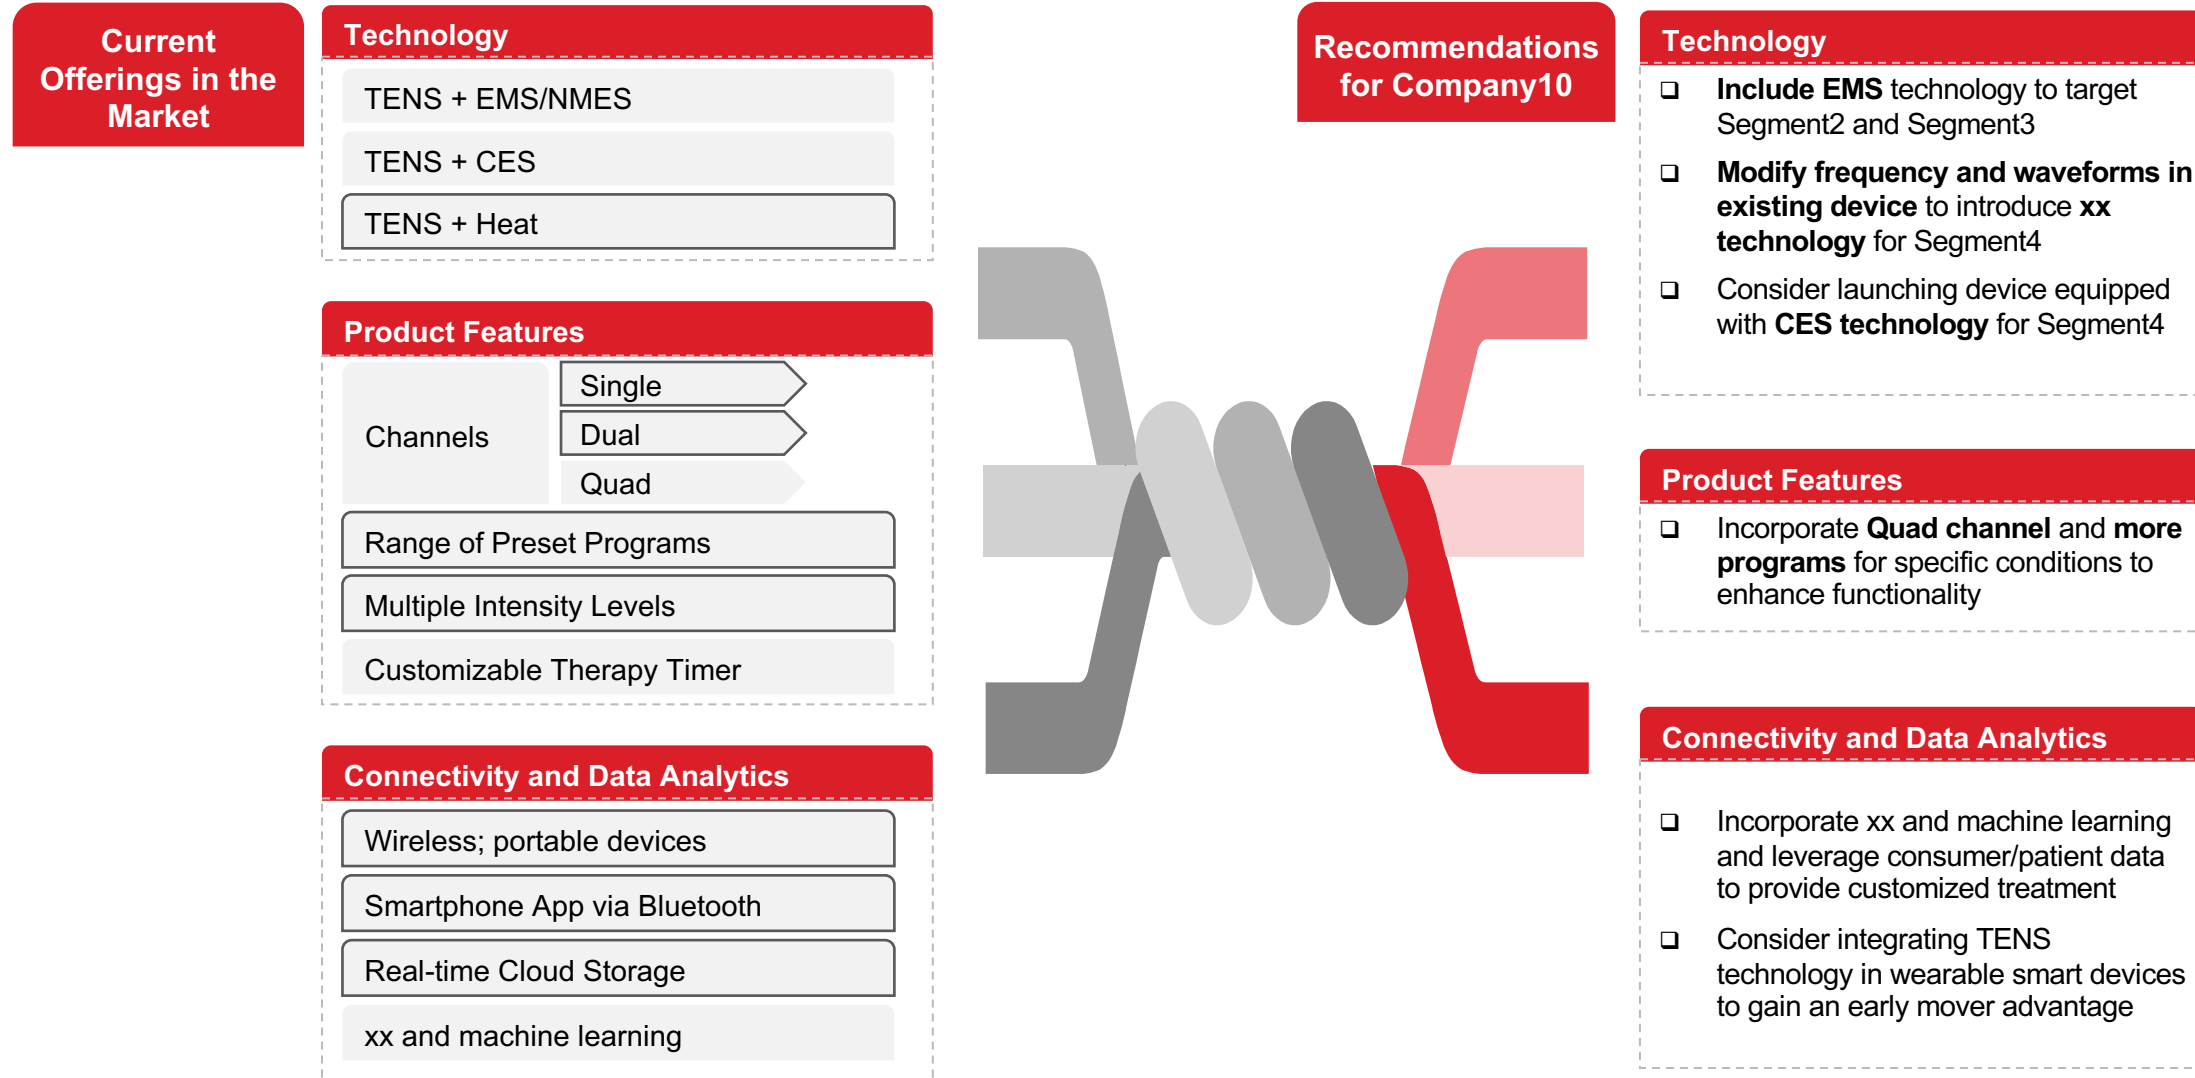 Current
Offerings in the
Market
Technology
TENS + EMS/NMES
TENS + CES
TENS + Heat
Product Features
Channels
Single
Dual
Quad
Range of Preset Programs
Multiple Intensity Levels
Customizable Therapy Timer
Connectivity and Data Analytics
Wireless; portable devices
Smartphone App via Bluetooth
Real-time Cloud Storage
xx and machine learning
Recommendations
for Company10
Technology
Include EMS technology to target
Segment2 and Segment3
Modify frequency and waveforms in
existing device to introduce xx
technology for Segment4
Consider launching device equipped
with CES technology for Segment4
Product Features
Incorporate Quad channel and more
programs for specific conditions to
enhance functionality
Connectivity and Data Analytics
Incorporate xx and machine learning
and leverage consumer/patient data
to provide customized treatment
Consider integrating TENS
technology in wearable smart devices
to gain an early mover advantage